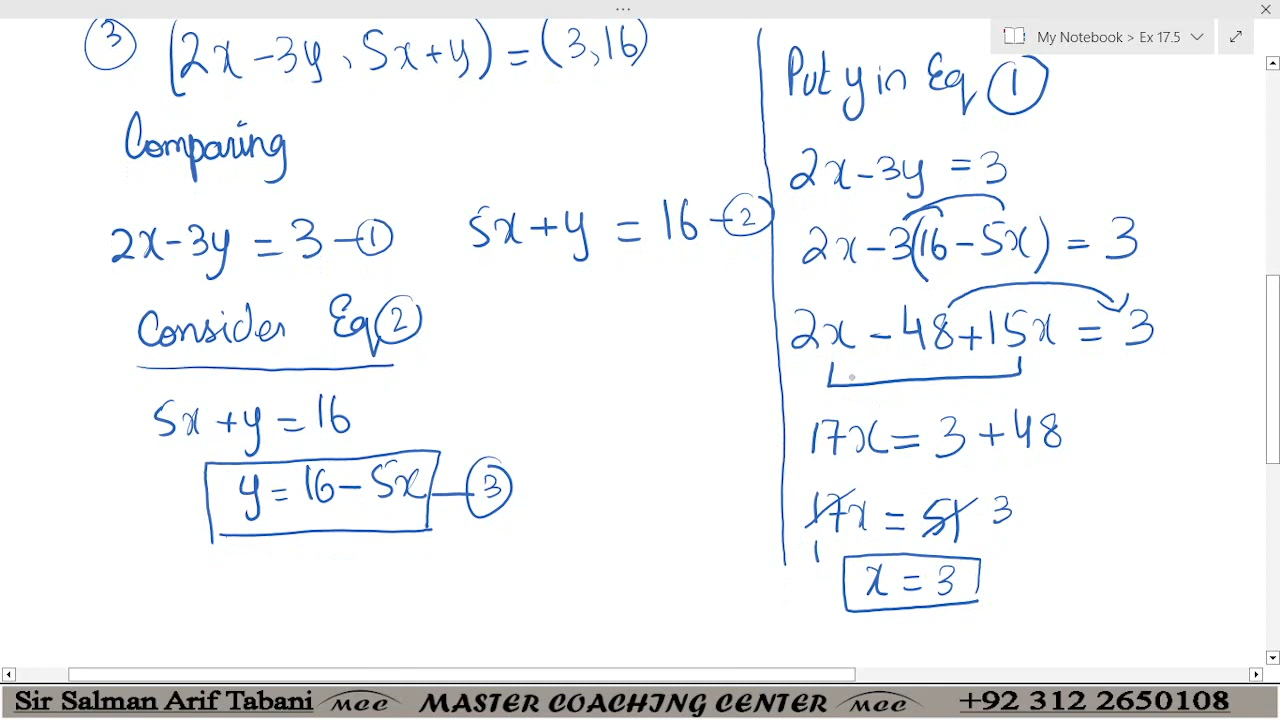 My Notebook > Ex 17.5
③ (2x-3y, 5x+y) = (3,16)
Comparing
2x-3y = 3 -①
5x+y = 16 -②
Consider Eq②
5x+y=16
y=16-5x -③
Put y in Eq ①
2x-3y = 3
2x-3(16-5x) = 3
2x-48+15x = 3
17x = 3+48
17x = 51 3
1
x = 3
Sir Salman Arif Tabani mcc MASTER COACHING CENTER mcc +92 312 2650108